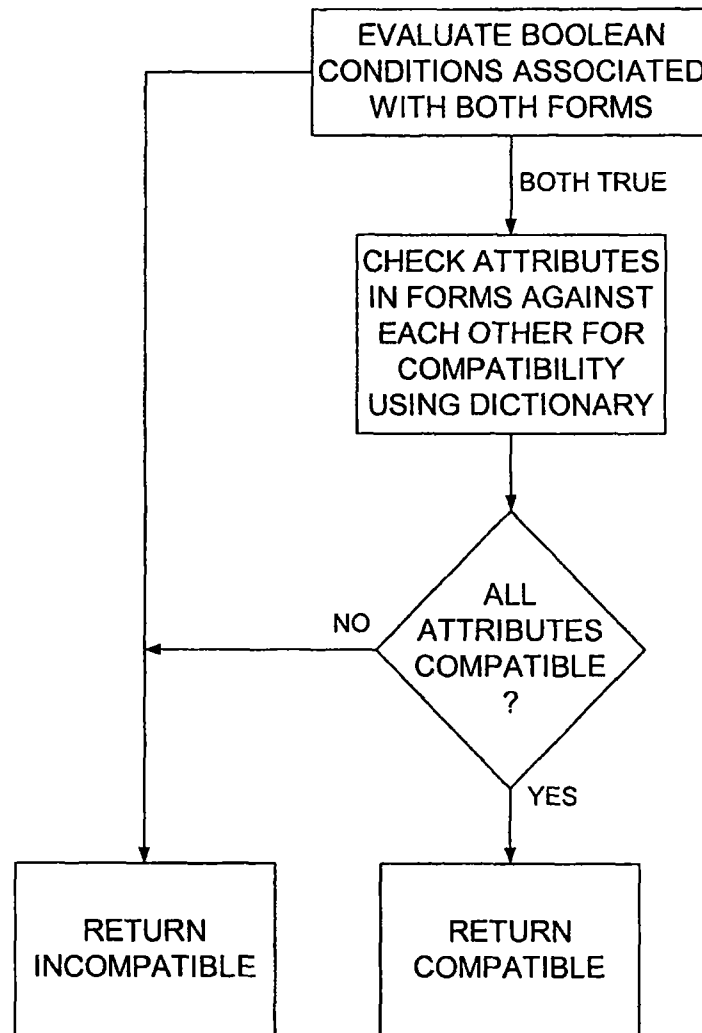 EVALUATE BOOLEAN
CONDITIONS ASSOCIATED
WITH BOTH FORMS
BOTH TRUE
CHECK ATTRIBUTES
IN FORMS AGAINST
EACH OTHER FOR
COMPATIBILITY
USING DICTIONARY
NO
ALL
ATTRIBUTES
COMPATIBLE
?
YES
RETURN
INCOMPATIBLE
RETURN
COMPATIBLE